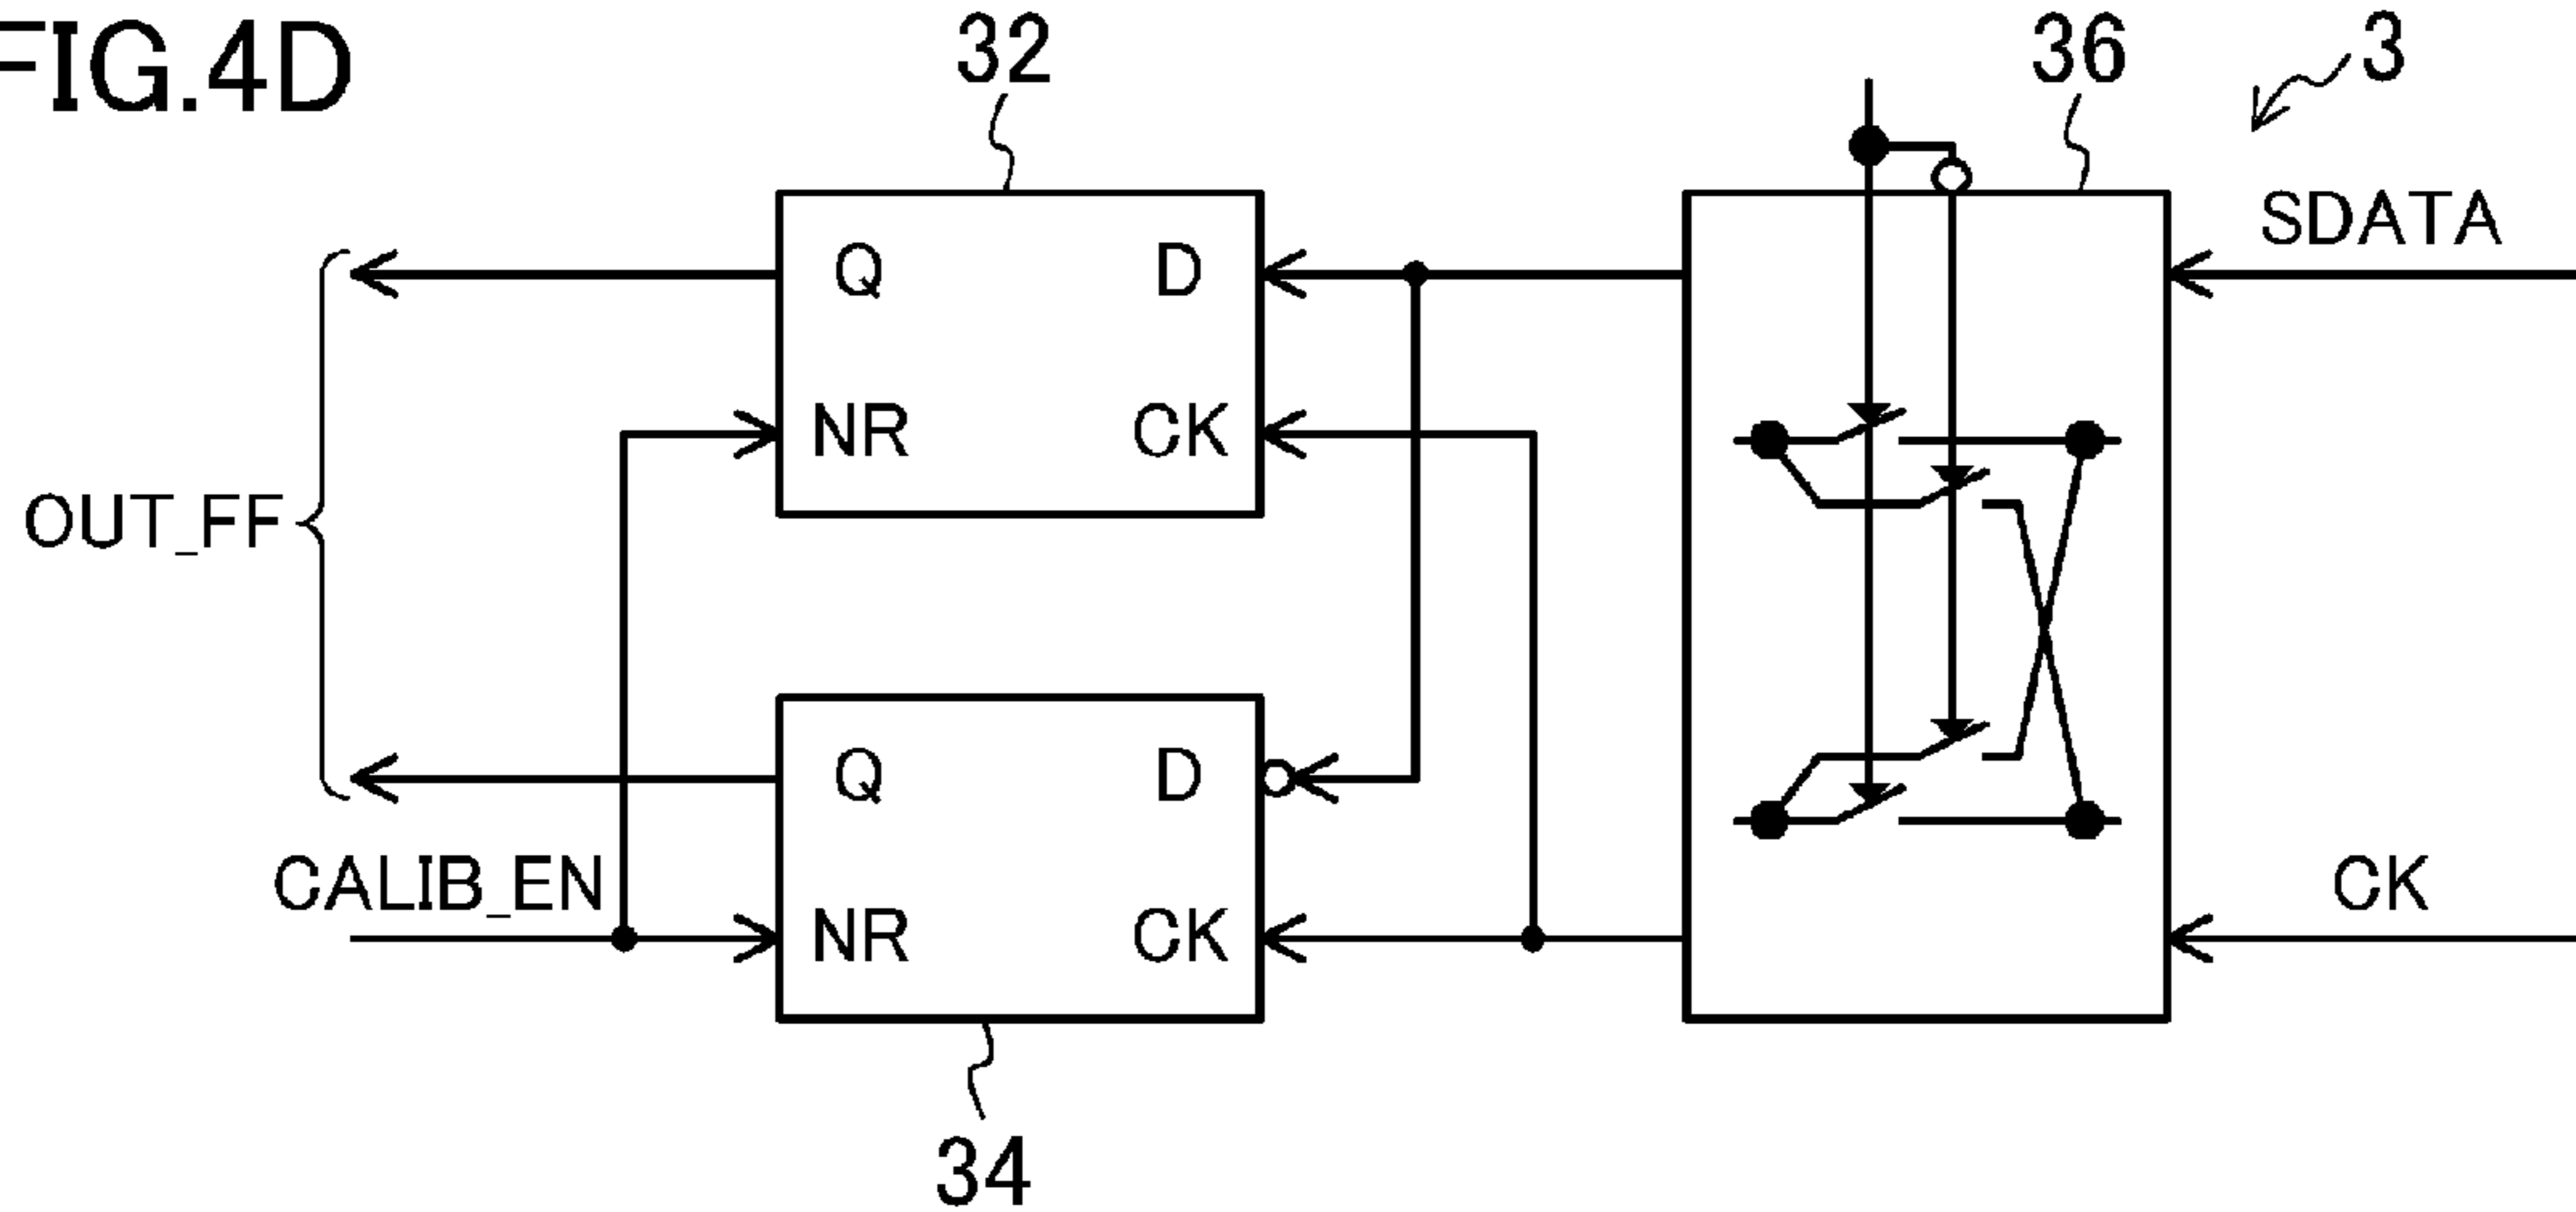 FIG.4D
32
36
3
SDATA
Q
D
NR
CK
OUT_FF
Q
D
CALIB_EN
NR
CK
CK
34